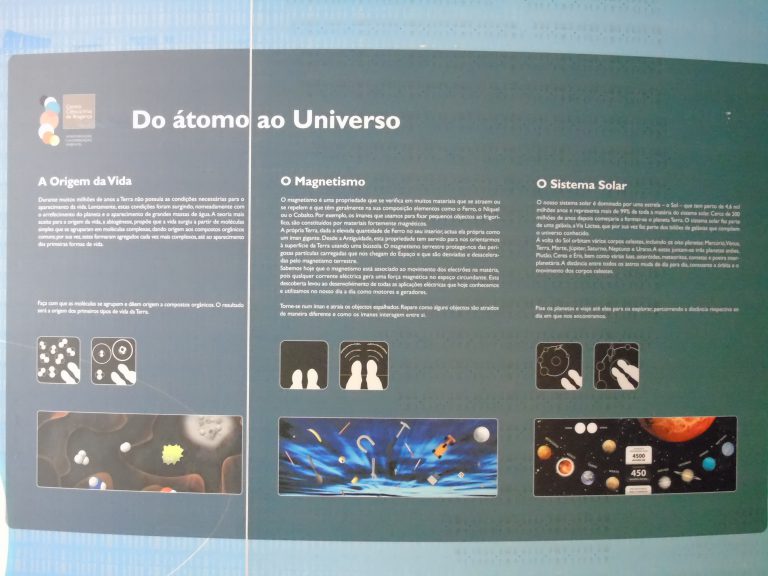 Centro
Ciência Viva
de Bragança
Do átomo ao Universo
A Origem da Vida
Durante muitos milhões de anos a Terra não possuía as condições necessárias para o
aparecimento da vida. Lentamente, estas condições foram surgindo, nomeadamente com
o arrefecimento do planeta e o aparecimento de grandes massas de água. A teoria mais
aceite para a origem da vida, a abiogénese, propõe que a vida surgiu a partir de moléculas
simples que se agruparam em moléculas complexas, dando origem aos compostos orgânicos
comuns; por sua vez, estes formaram agregados cada vez mais complexos, até ao aparecimento
das primeiras formas de vida.
Faça com que as moléculas se agrupem e dêem origem a compostos orgânicos. O resultado
será a origem dos primeiros tipos de vida da Terra.
O Magnetismo
O magnetismo é uma propriedade que se verifica em muitos materiais que se atraem ou
se repelem e que têm geralmente na sua composição elementos como o Ferro, o Níquel
ou o Cobalto. Por exemplo, os ímanes que usamos para fixar pequenos objectos ao frigorí-
fico, são constituídos por materiais fortemente magnéticos.
A própria Terra, dada a elevada quantidade de Ferro no seu interior, actua ela própria como
um íman gigante. Desde a Antiguidade, esta propriedade tem servido para nos orientarmos
à superfície da Terra usando uma bússola. O magnetismo terrestre protege-nos das peri-
gosas partículas carregadas que nos chegam do Espaço e que são desviadas e desacelera-
das pelo magnetismo terrestre.
Sabemos hoje que o magnetismo está associado ao movimento dos electrões na matéria,
pois qualquer corrente eléctrica gera uma força magnética no espaço circundante. Esta
descoberta levou ao desenvolvimento de todas as aplicações eléctricas que hoje conhecemos
e utilizamos no nosso dia a dia como motores e geradores.
Torne-se num íman e atraia os objectos espalhados. Repare como alguns objectos são atraídos
de maneira diferente e como os ímanes interagem entre si.
O Sistema Solar
O nosso sistema solar é dominado por uma estrela - o Sol - que tem perto de 4,6 mil
milhões anos e representa mais de 99% de toda a matéria do sistema solar. Cerca de 500
milhões de anos depois começaria a formar-se o planeta Terra. O sistema solar faz parte
de uma galáxia, a Via Láctea, que por sua vez faz parte dos biliões de galáxias que compõem
o universo conhecido.
À volta do Sol orbitam vários corpos celestes, incluindo os oito planetas: Mercúrio, Vénus,
Terra, Marte, Júpiter, Saturno, Neptuno e Urano. A estes juntam-se três planetas anões,
Plutão, Ceres e Éris, bem como várias luas, asteróides, meteoritos, cometas e poeira inter-
planetária. A distância entre todos os astros muda de dia para dia, consoante a órbita e o
movimento dos corpos celestes.
Pise os planetas e viaje até eles para os explorar, percorrendo a distância respectiva ao
dia em que nos encontramos.
4500
450